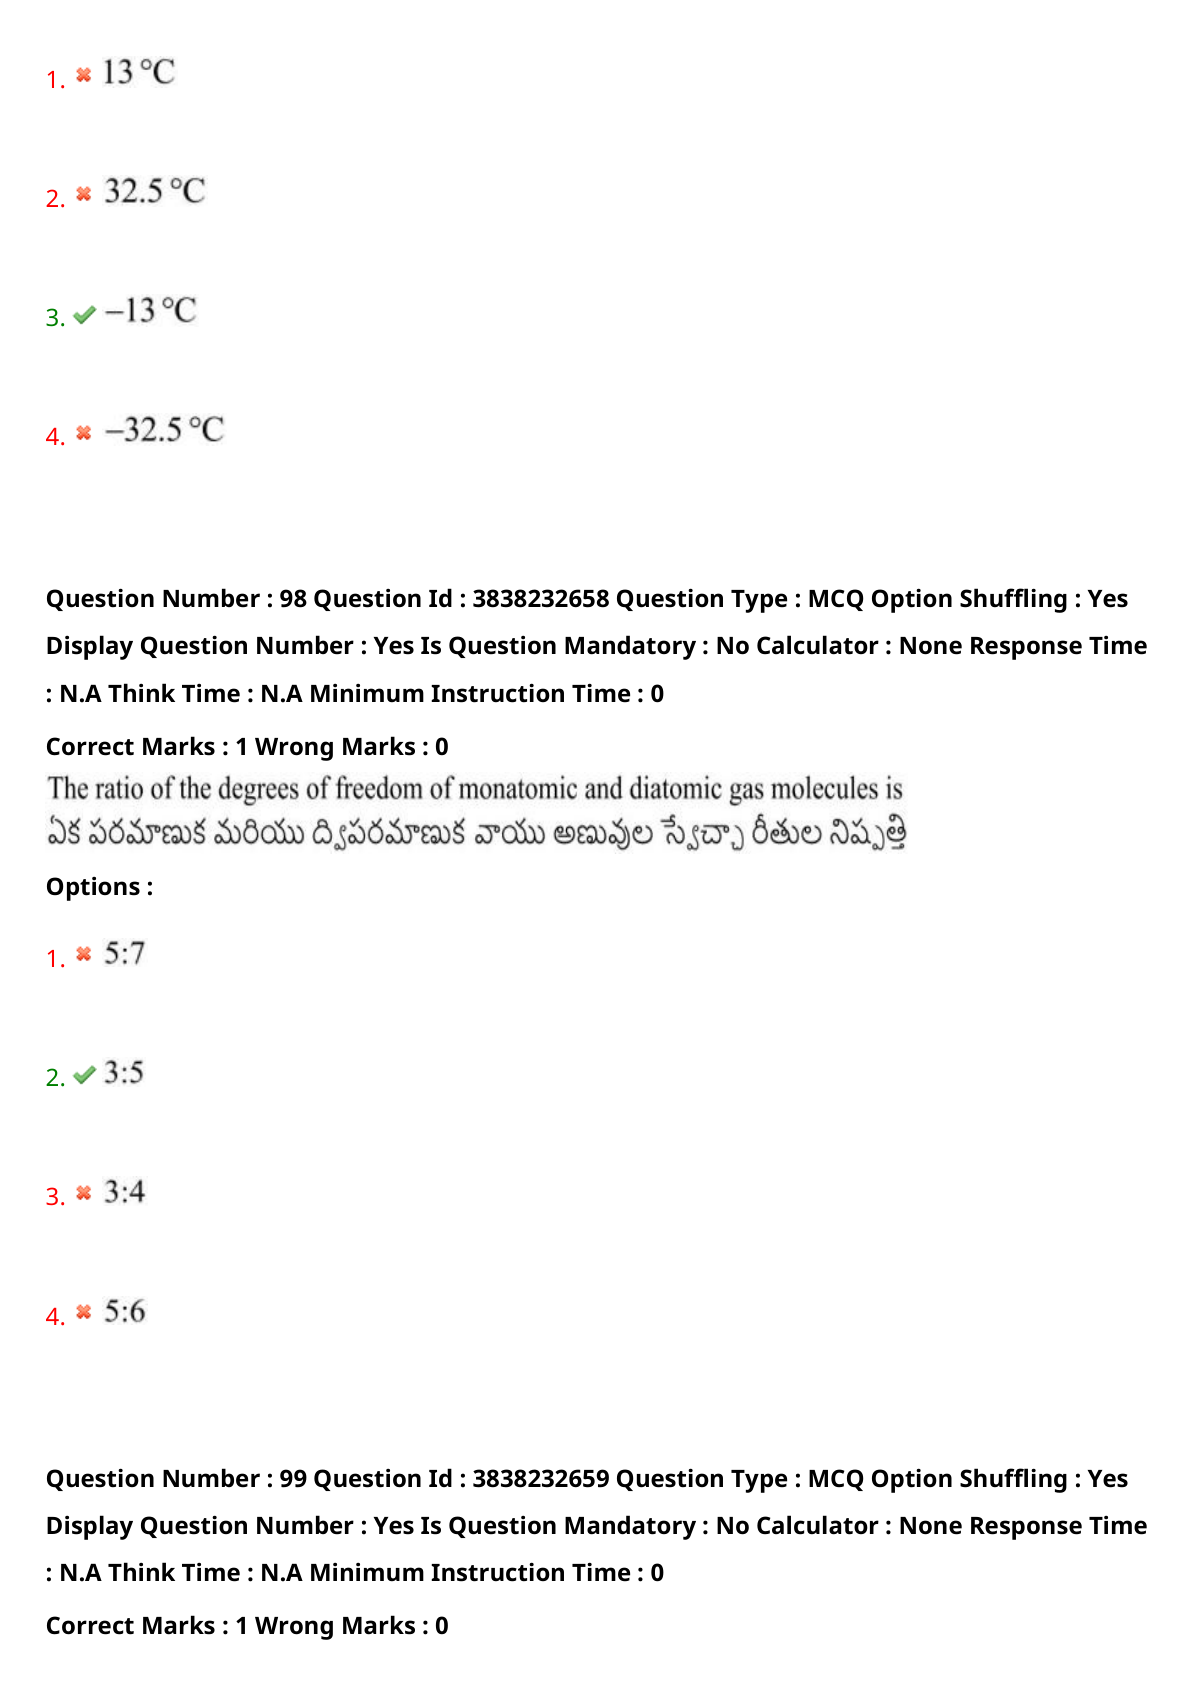 1. 13 °C
2. 32.5 °C
3. –13 °C
4. –32.5 °C
Question Number : 98 Question Id : 3838232658 Question Type : MCQ Option Shuffling : Yes
Display Question Number : Yes Is Question Mandatory : No Calculator : None Response Time
: N.A Think Time : N.A Minimum Instruction Time : 0
Correct Marks : 1 Wrong Marks : 0
The ratio of the degrees of freedom of monatomic and diatomic gas molecules is
ఏక పరమాణుక మరియు ద్విపరమాణుక వాయు అణువుల స్వేచ్ఛా రీతుల నిష్పత్తి
Options :
1. 5:7
2. 3:5
3. 3:4
4. 5:6
Question Number : 99 Question Id : 3838232659 Question Type : MCQ Option Shuffling : Yes
Display Question Number : Yes Is Question Mandatory : No Calculator : None Response Time
: N.A Think Time : N.A Minimum Instruction Time : 0
Correct Marks : 1 Wrong Marks : 0